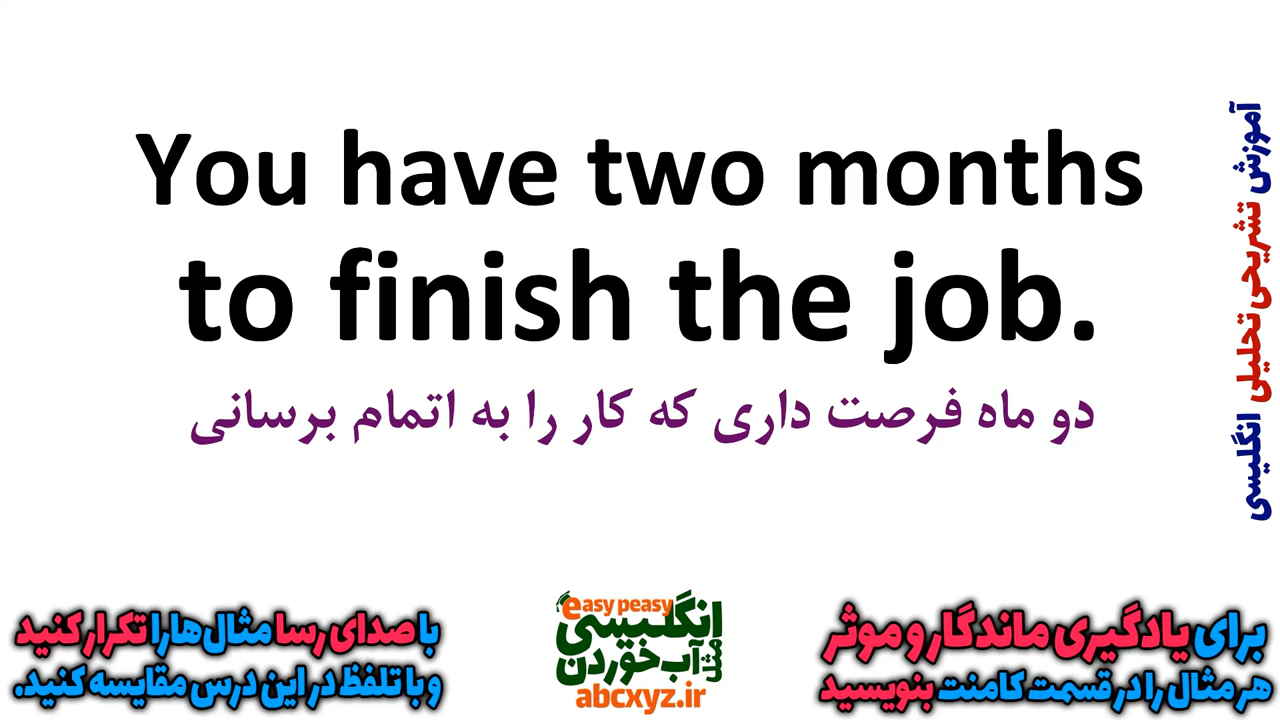 You have two months
to finish the job.
دو ماه فرصت داری که کار را به اتمام برسانی
آموزش تشریحی تحلیلی انگلیسی
برای یادگیری ماندگار و موثر
هر مثال را در قسمت کامنت بنویسید
easy peasy
انگلیسی
مثل
آب خوردن
abcxyz.ir
با صدای رسا مثال‌ها را تکرار کنید
و با تلفظ در این درس مقایسه کنید.